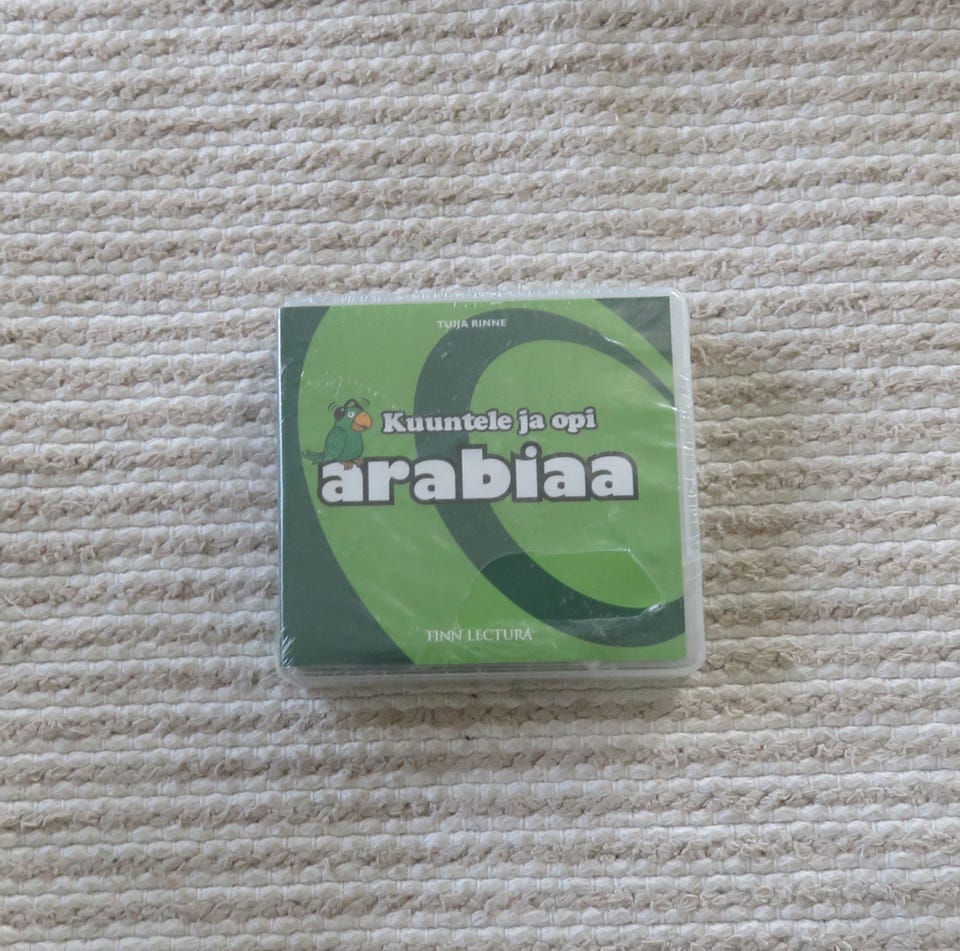 TUIJA RINNE
Kuuntele ja opi
arabiaa
FINN LECTURA